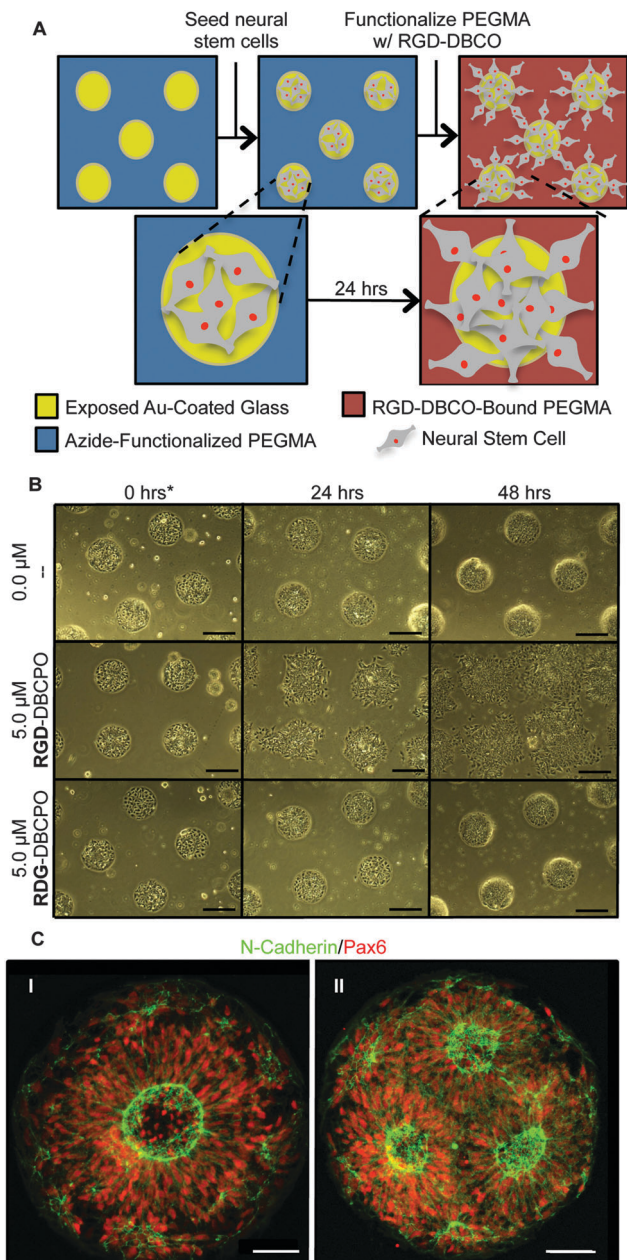 A
Seed neural
stem cells
Functionalize PEGMA
w/ RGD-DBCO
24 hrs
Exposed Au-Coated Glass
RGD-DBCO-Bound PEGMA
Azide-Functionalized PEGMA
Neural Stem Cell
B
0 hrs*
24 hrs
48 hrs
0.0 µM
--
5.0 µM
RGD-DBCPO
5.0 µM
RDG-DBCPO
C
N-Cadherin/Pax6
I
II